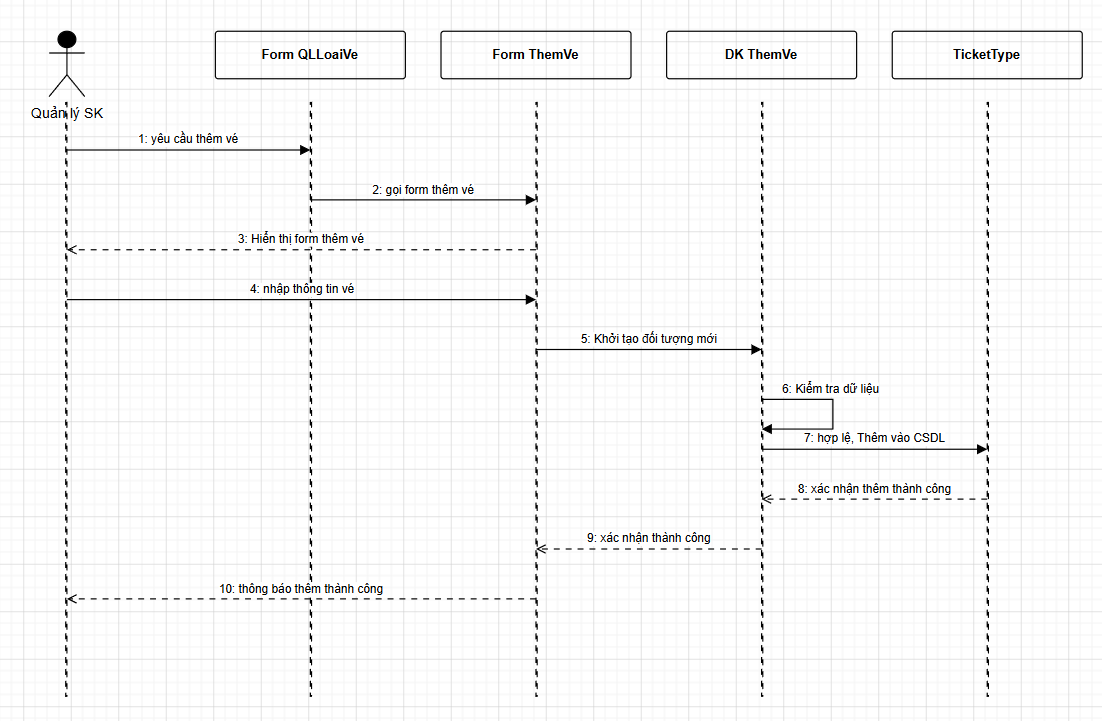 Form QLLoaiVe
Form ThemVe
DK ThemVe
TicketType
Quản lý SK
1: yêu cầu thêm vé
2: gọi form thêm vé
3: Hiển thị form thêm vé
4: nhập thông tin vé
5: Khởi tạo đối tượng mới
6: Kiểm tra dữ liệu
7: hợp lệ, Thêm vào CSDL
8: xác nhận thêm thành công
9: xác nhận thành công
10: thông báo thêm thành công